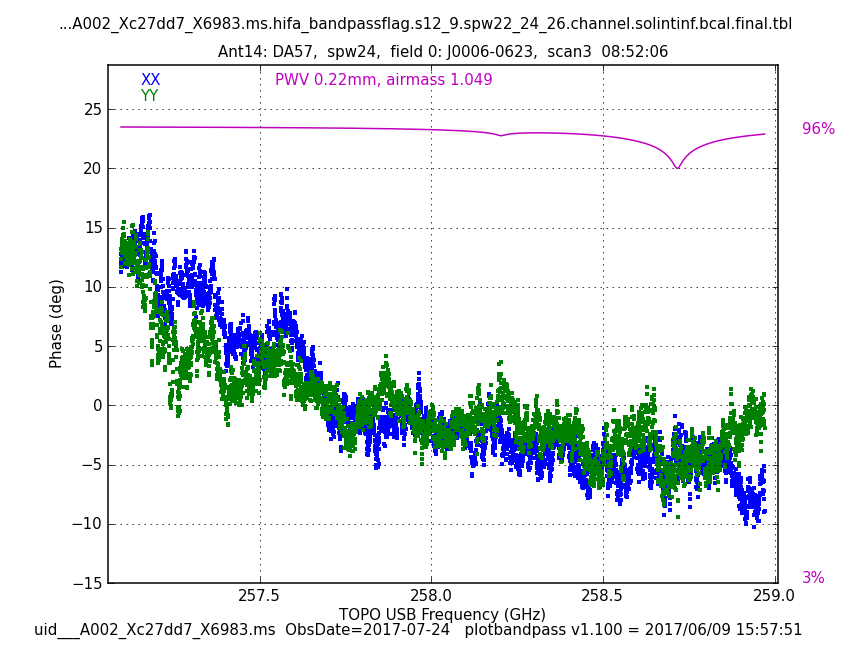 ...A002_Xc27dd7_X6983.ms.hifa_bandpassflag.s12_9.spw22_24_26.channel.solintinf.bcal.final.tbl
Ant14: DA57,  spw24,  field 0: J0006-0623,  scan3  08:52:06
XX
PWV 0.22mm, airmass 1.049
YY
25
96%
20
15
10
Phase (deg)
5
0
−5
−10
−15
3%
257.5
258.0
258.5
259.0
TOPO USB Frequency (GHz)
uid___A002_Xc27dd7_X6983.ms  ObsDate=2017-07-24   plotbandpass v1.100 = 2017/06/09 15:57:51